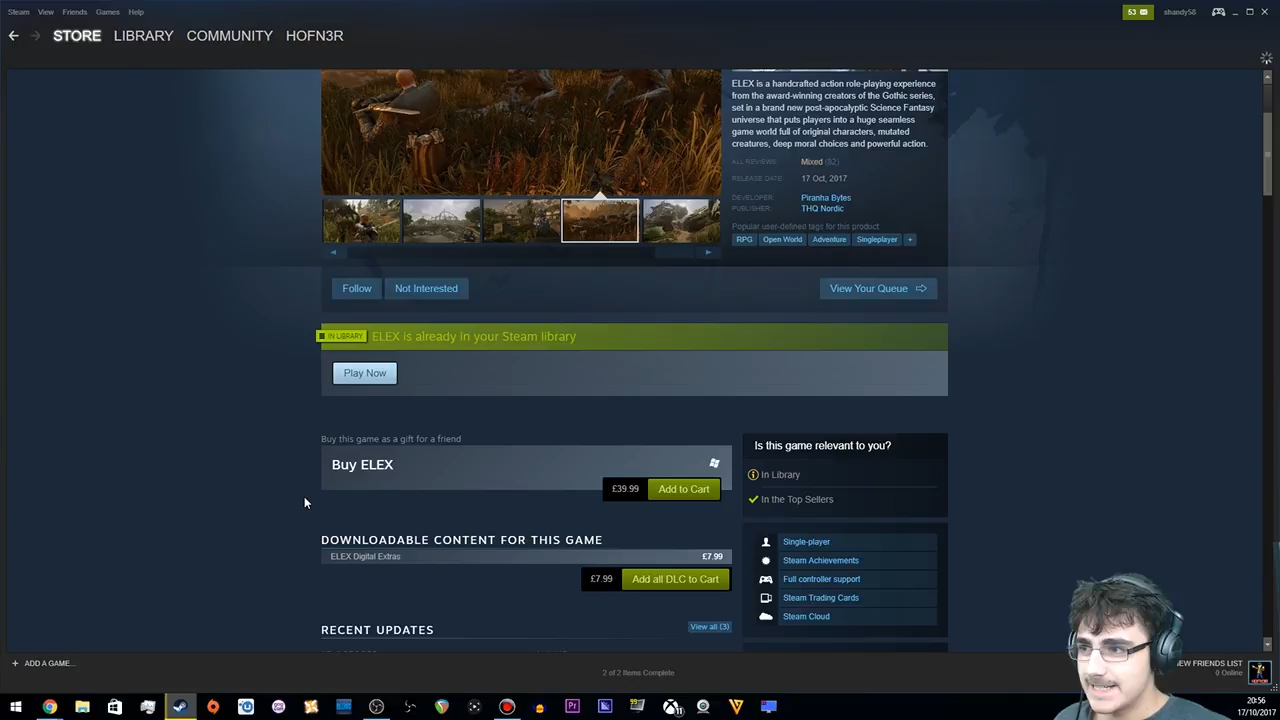 Steam View Friends Games Help
53
shandy58
STORE LIBRARY COMMUNITY HOFN3R
ELEX is a handcrafted action role-playing experience
from the award-winning creators of the Gothic series,
set in a brand new post-apocalyptic Science Fantasy
universe that puts players into a huge seamless
game world full of original characters, mutated
creatures, deep moral choices and powerful action.
ALL REVIEWS: Mixed (82)
RELEASE DATE: 17 Oct, 2017
DEVELOPER: Piranha Bytes
PUBLISHER: THQ Nordic
Popular user-defined tags for this product
RPG Open World Adventure Singleplayer +
Follow Not Interested View Your Queue
IN LIBRARY ELEX is already in your Steam library
Play Now
Buy this game as a gift for a friend
Buy ELEX
£39.99 Add to Cart
Is this game relevant to you?
In Library
In the Top Sellers
DOWNLOADABLE CONTENT FOR THIS GAME
ELEX Digital Extras £7.99
£7.99 Add all DLC to Cart
Single-player
Steam Achievements
Full controller support
Steam Trading Cards
Steam Cloud
RECENT UPDATES View all (3)
+ ADD A GAME...
2 of 2 Items Complete
EW FRIENDS LIST
0 Online
20:56
17/10/2017